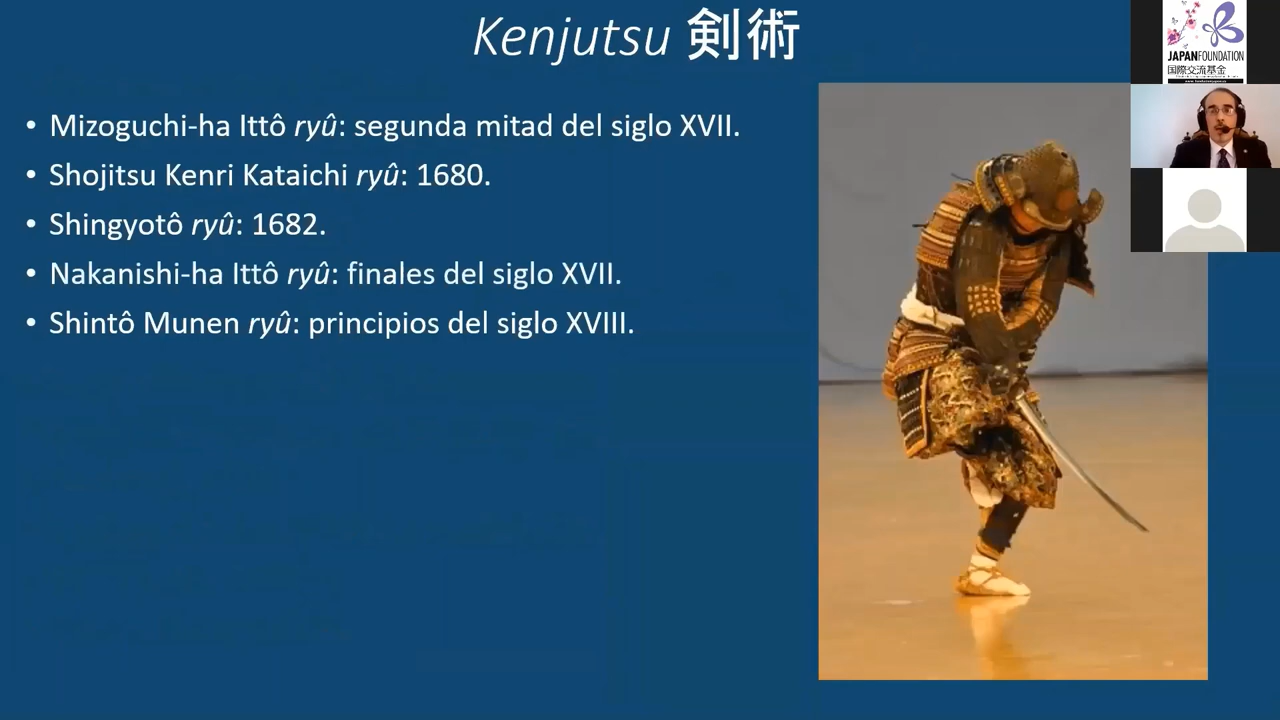 Kenjutsu 剣術
• Mizoguchi-ha Ittô ryû: segunda mitad del siglo XVII.
• Shojitsu Kenri Kataichi ryû: 1680.
• Shingyotô ryû: 1682.
• Nakanishi-ha Ittô ryû: finales del siglo XVII.
• Shintô Munen ryû: principios del siglo XVIII.
JAPANFOUNDATION
国際交流基金